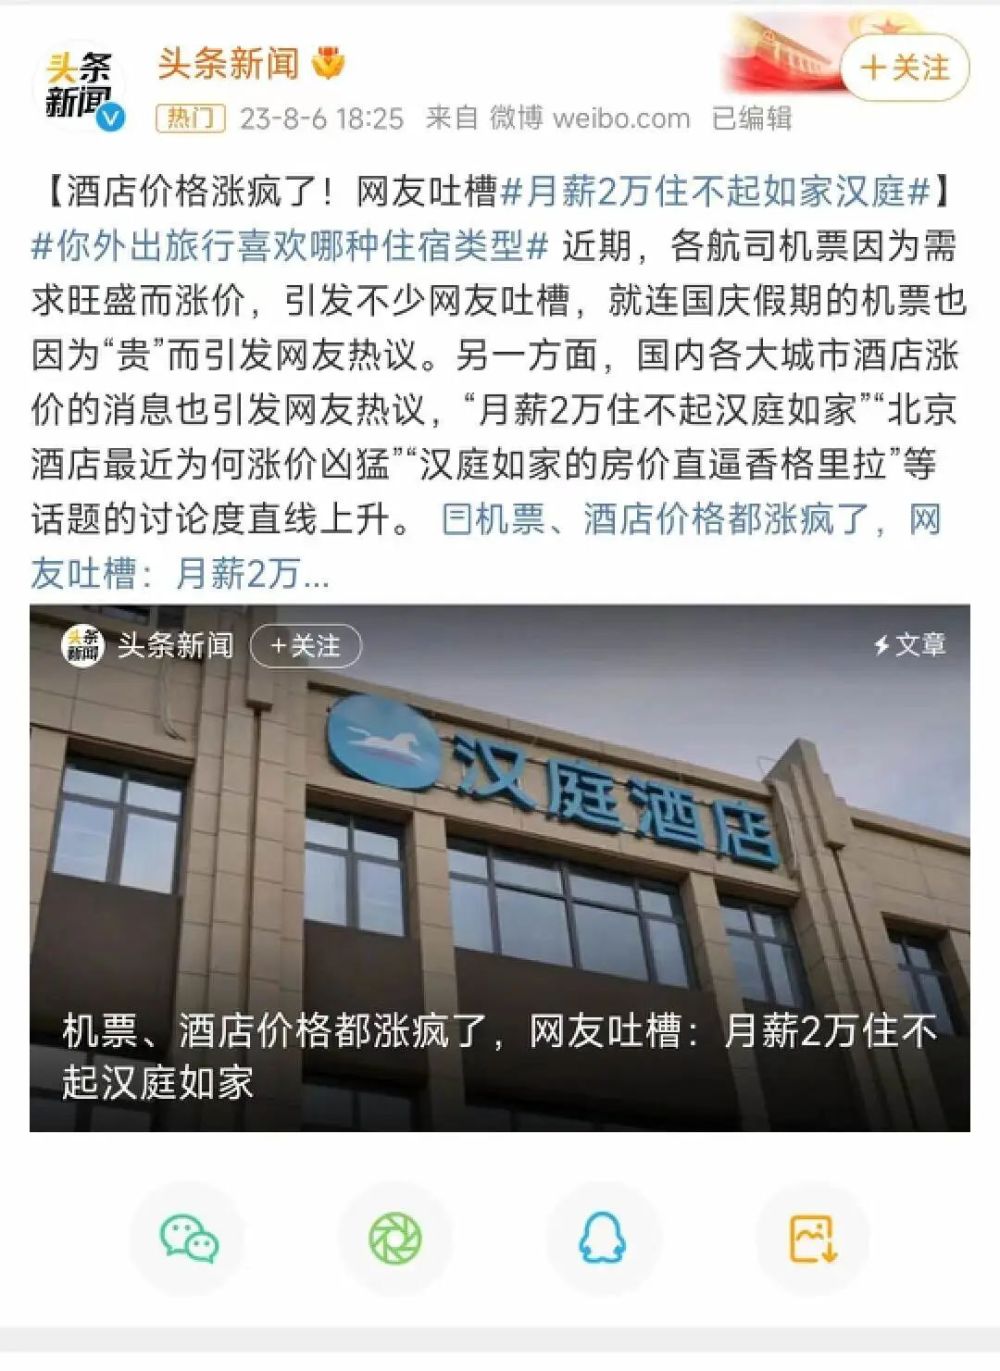 头条
新闻
头条新闻
+关注
热门 23-8-6 18:25 来自 微博 weibo.com 已编辑
【酒店价格涨疯了！网友吐槽#月薪2万住不起如家汉庭#】
#你外出旅行喜欢哪种住宿类型# 近期，各航司机票因为需
求旺盛而涨价，引发不少网友吐槽，就连国庆假期的机票也
因为“贵”而引发网友热议。另一方面，国内各大城市酒店涨
价的消息也引发网友热议，“月薪2万住不起汉庭如家”“北京
酒店最近为何涨价凶猛”“汉庭如家的房价直逼香格里拉”等
话题的讨论度直线上升。 机票、酒店价格都涨疯了，网
友吐槽：月薪2万...
头条
新闻
头条新闻
+关注
文章
汉庭酒店
机票、酒店价格都涨疯了，网友吐槽：月薪2万住不
起汉庭如家